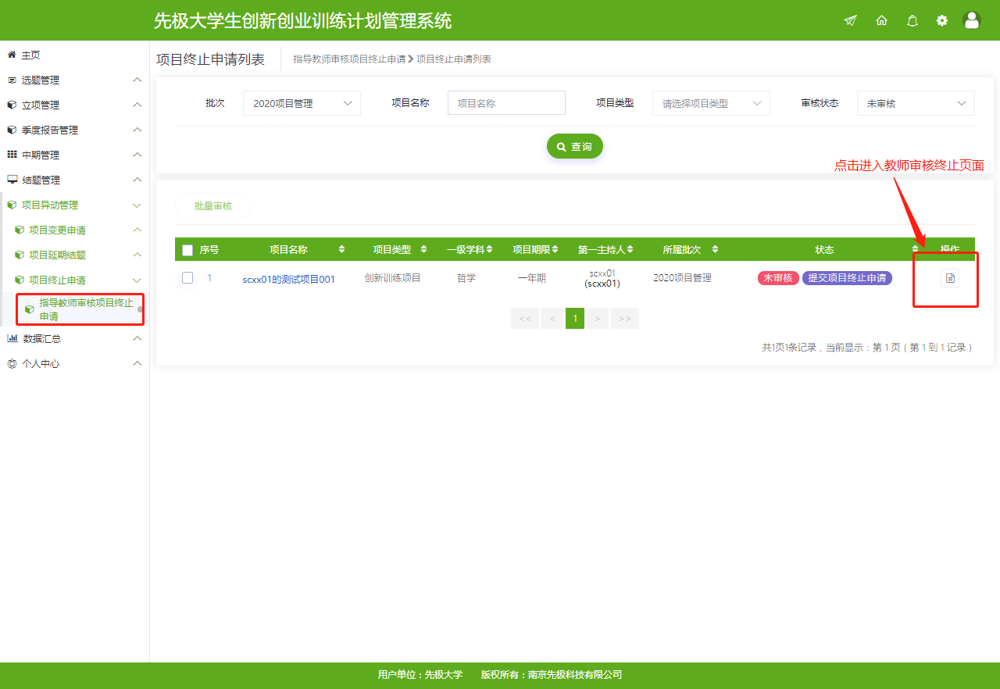 先极大学生创新创业训练计划管理系统
主页
选题管理
立项管理
季度报告管理
中期管理
结题管理
项目异动管理
项目变更申请
项目延期结题
项目终止申请
指导教师审核项目终止
申请
数据汇总
个人中心
项目终止申请列表 指导教师审核项目终止申请 项目终止申请列表
批次 2020项目管理 项目名称 项目名称 项目类型 请选择项目类型 审核状态 未审核
查询
点击进入教师审核终止页面
批量审核
序号 项目名称 项目类型 一级学科 项目期限 第一主持人 所属批次 状态 操作
1 scxx01的测试项目001 创新训练项目 哲学 一年期 scxx01 2020项目管理 未审核 提交项目终止申请
(scxx01)
<< < 1 > >>
共1页1条记录，当前显示：第 1 页（ 第 1 到 1 记录 ）
用户单位：先极大学 版权所有：南京先极科技有限公司